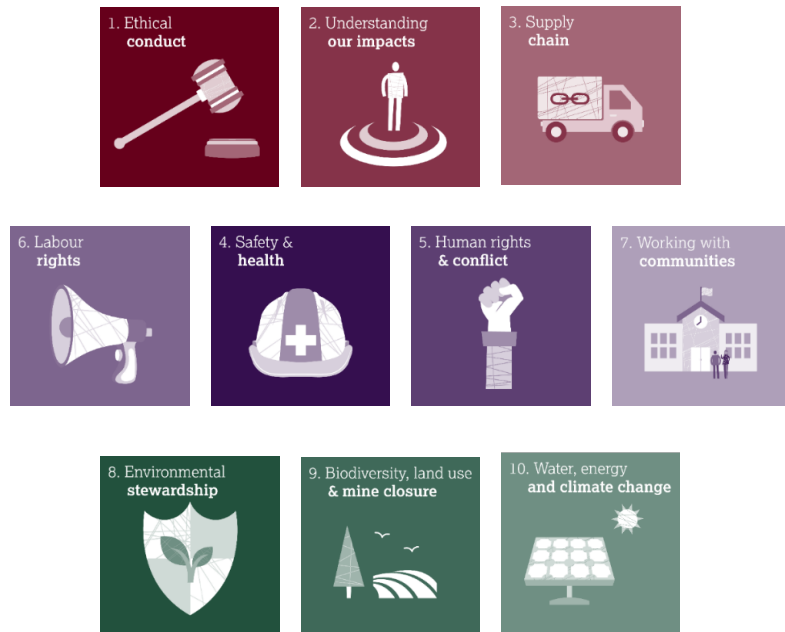 1. Ethical
conduct
2. Understanding
our impacts
3. Supply
chain
6. Labour
rights
4. Safety &
health
5. Human rights
& conflict
7. Working with
communities
8. Environmental
stewardship
9. Biodiversity, land use
& mine closure
10. Water, energy
and climate change